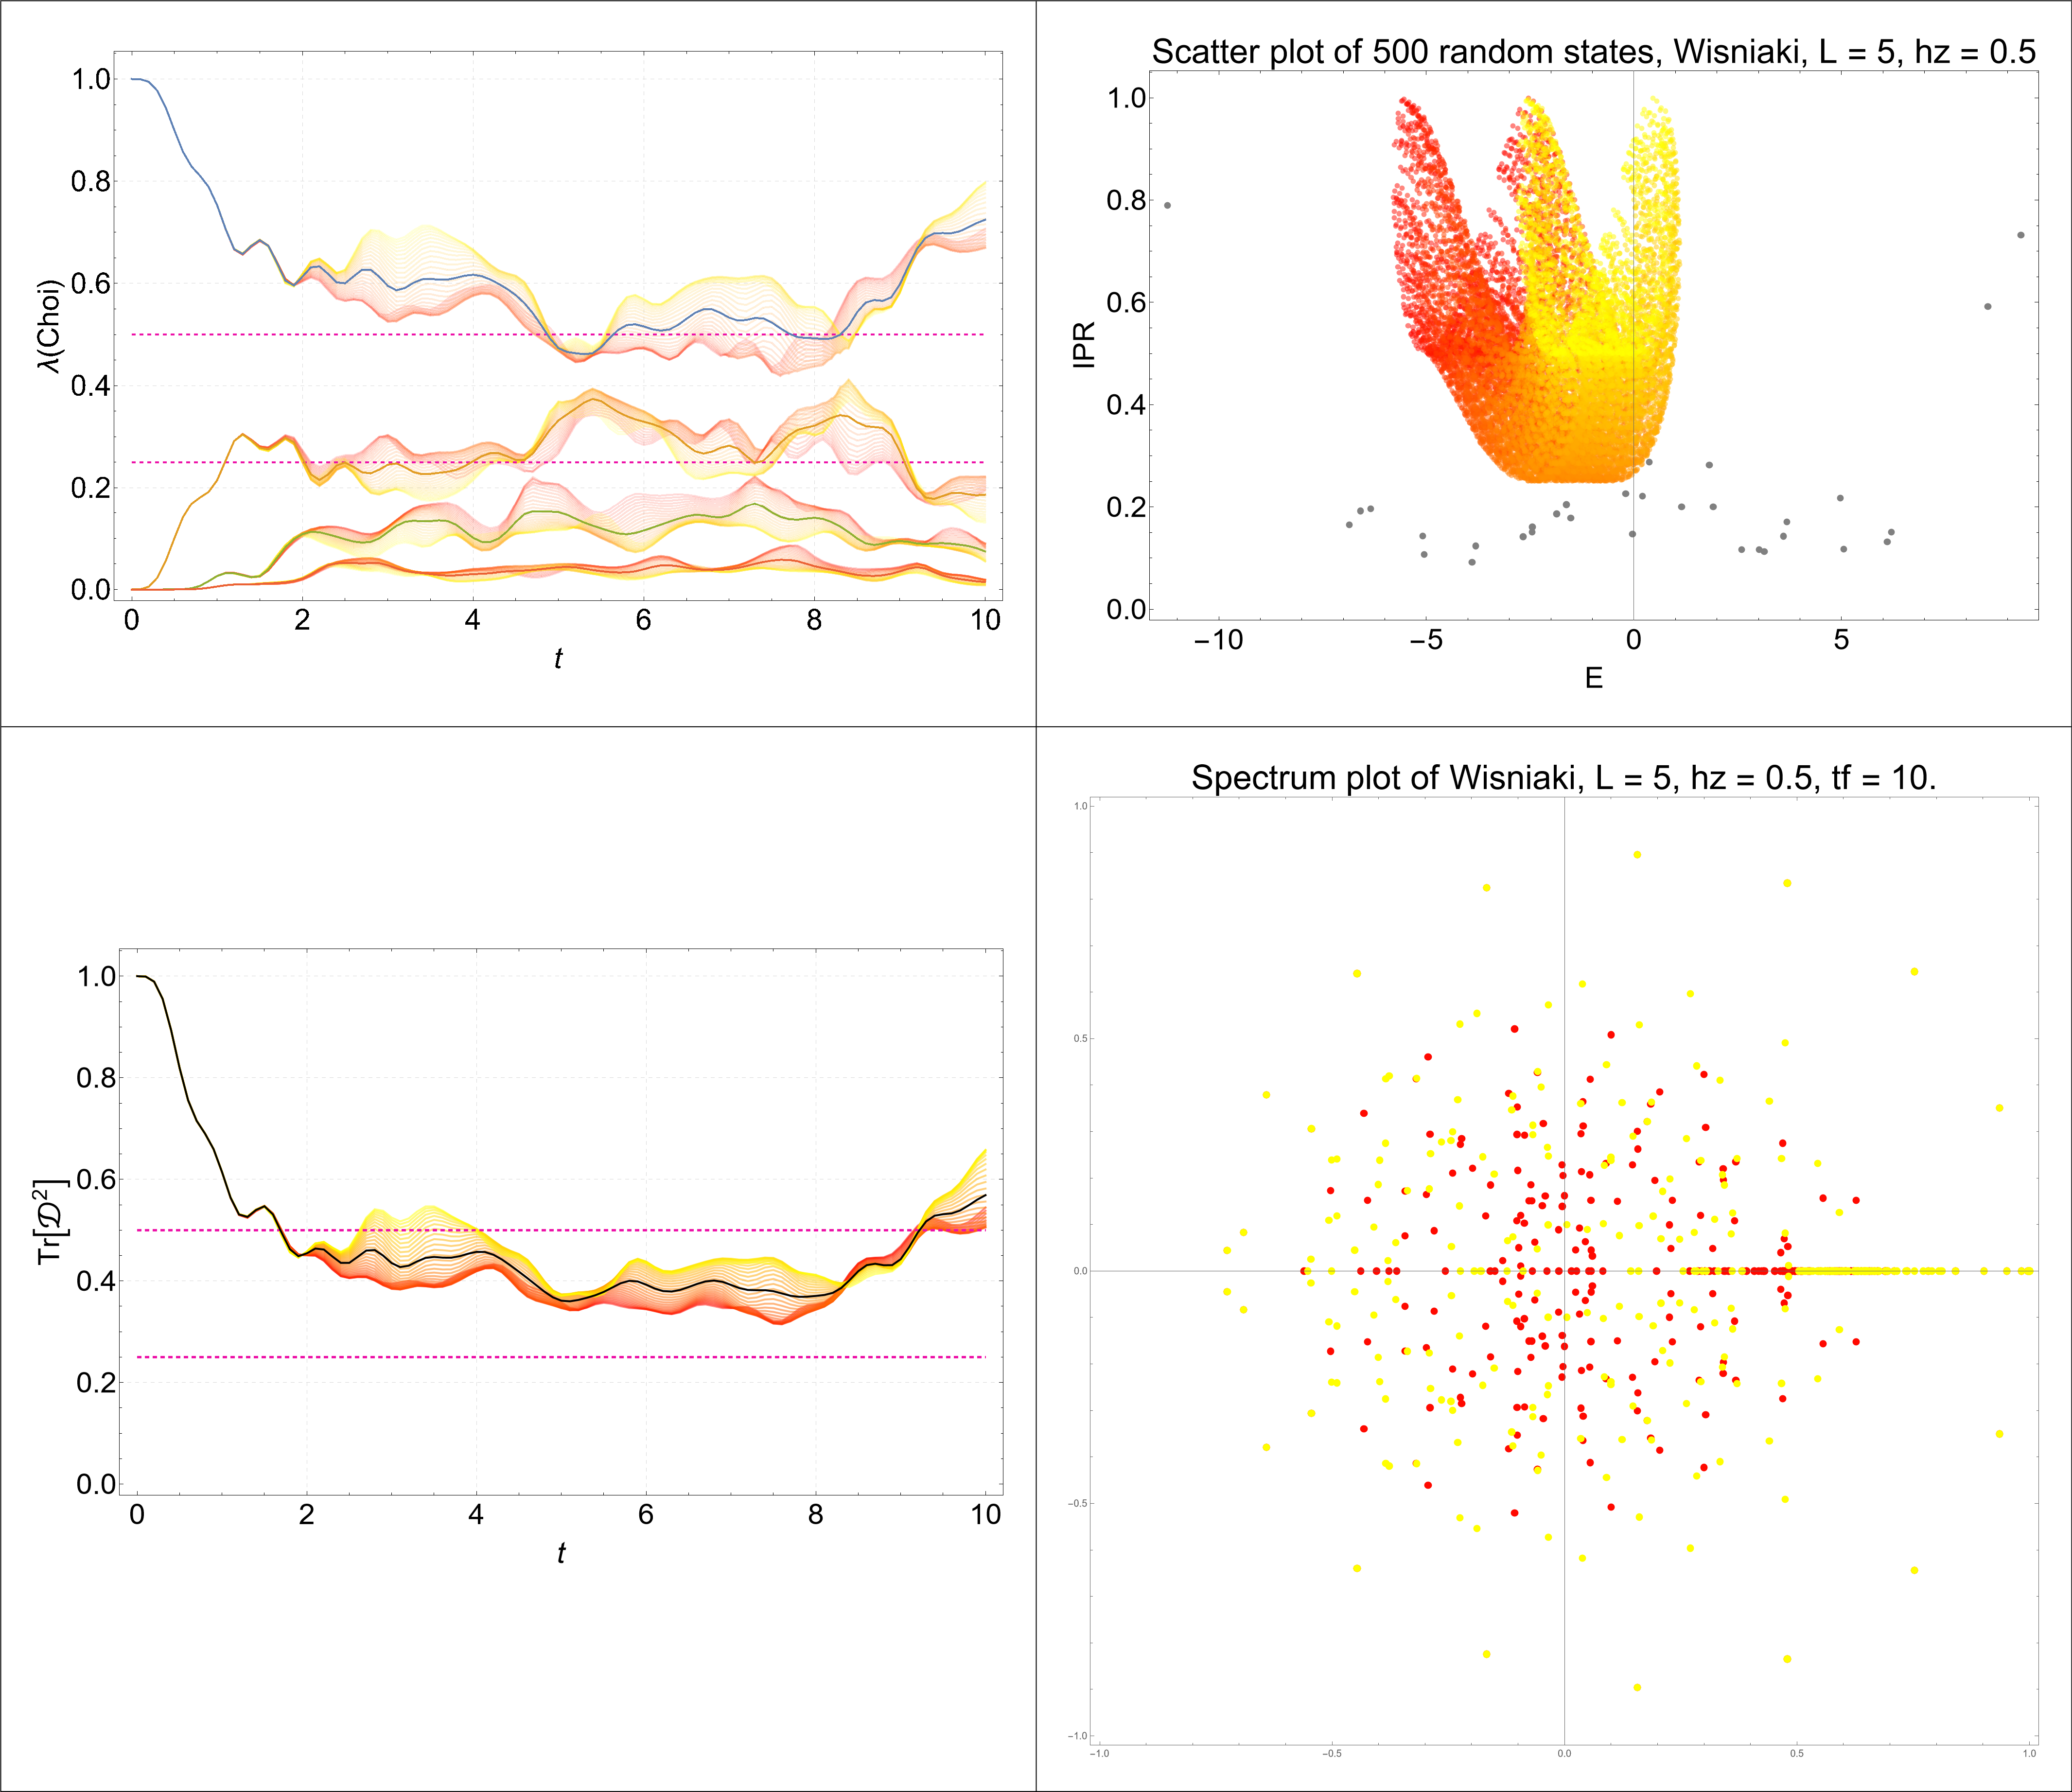 1.0
0.8
0.6
0.4
0.2
0.0
λ(Choi)
0 2 4 6 8 10
t
Scatter plot of 500 random states, Wisniaki, L = 5, hz = 0.5
1.0
0.8
0.6
0.4
0.2
0.0
IPR
−10 −5 0 5
E
1.0
0.8
0.6
0.4
0.2
0.0
Tr[𝒟²]
0 2 4 6 8 10
t
Spectrum plot of Wisniaki, L = 5, hz = 0.5, tf = 10.
1.0
0.5
0.0
−0.5
−1.0
−1.0 −0.5 0.0 0.5 1.0